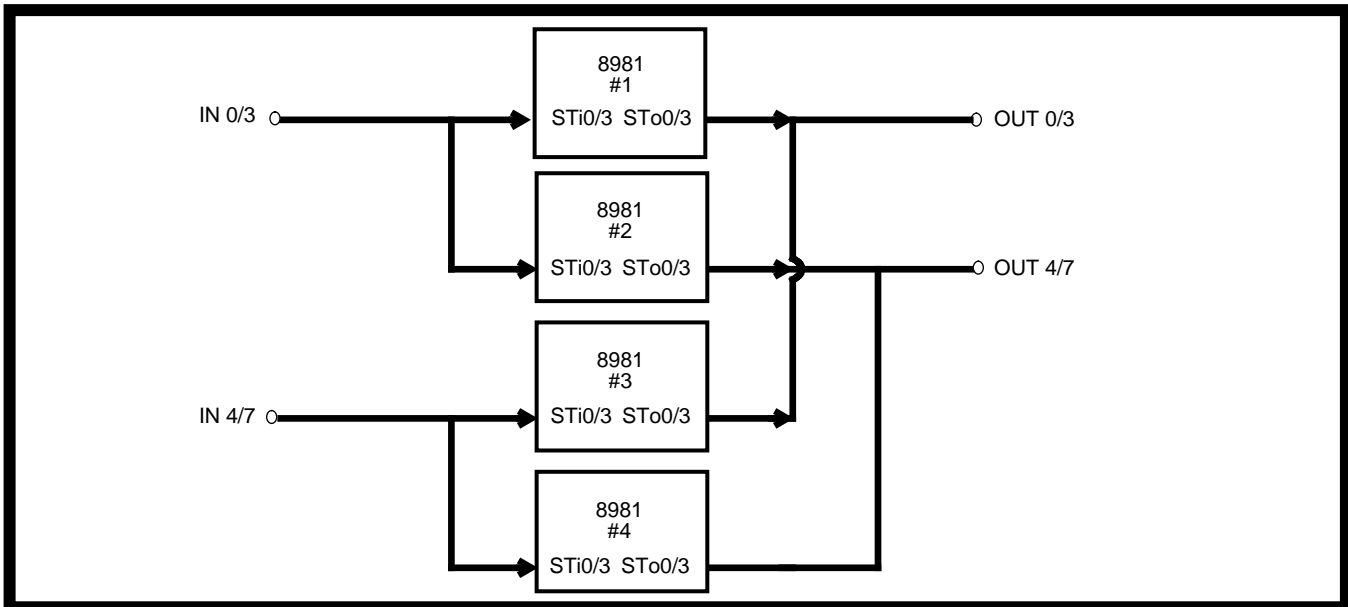 8981
#1
IN 0/3
STi0/3 STo0/3
OUT 0/3
8981
#2
STi0/3 STo0/3
OUT 4/7
8981
#3
IN 4/7
STi0/3 STo0/3
8981
#4
STi0/3 STo0/3